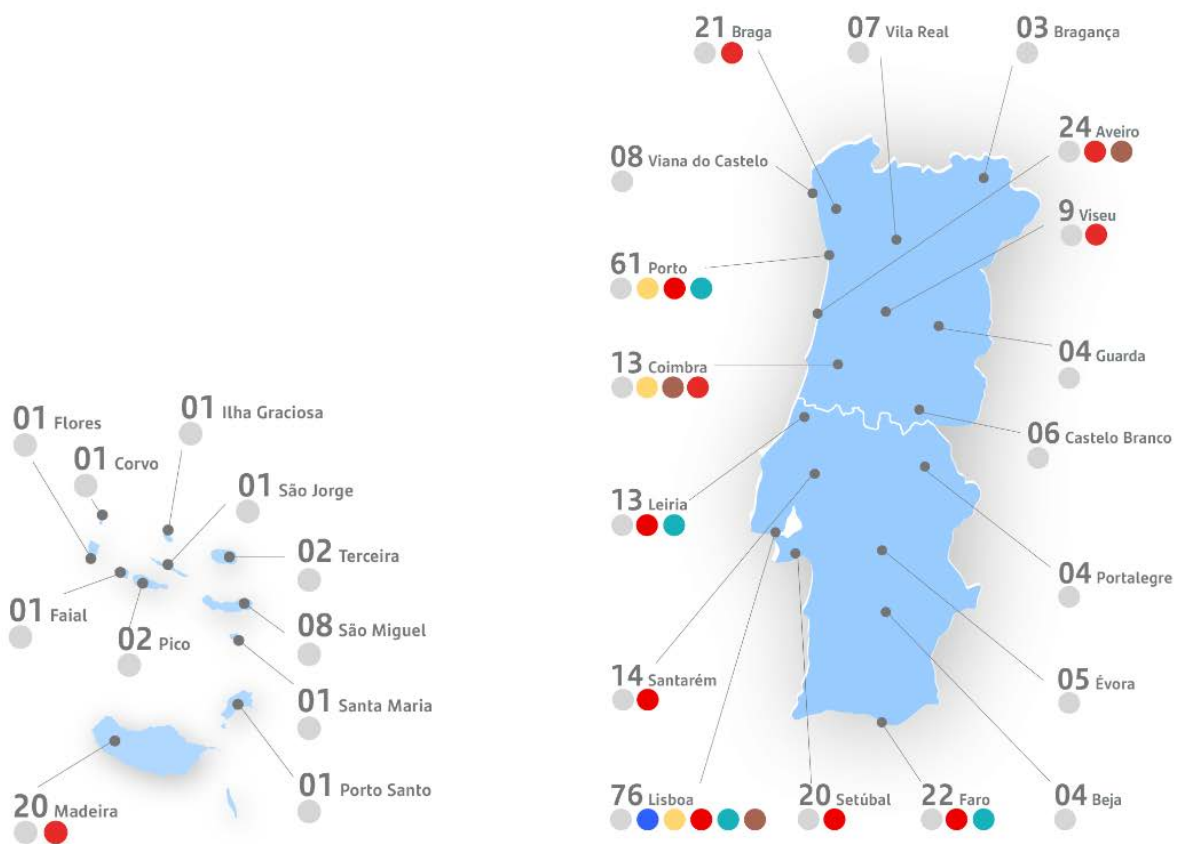 21 Braga
07 Vila Real
03 Bragança
24 Aveiro
08 Viana do Castelo
9 Viseu
61 Porto
04 Guarda
13 Coimbra
01 Flores
01 Ilha Graciosa
06 Castelo Branco
01 Corvo
01 São Jorge
13 Leiria
02 Terceira
04 Portalegre
01 Faial
02 Pico
08 São Miguel
14 Santarém
05 Évora
01 Santa Maria
01 Porto Santo
20 Madeira
76 Lisboa
20 Setúbal
22 Faro
04 Beja